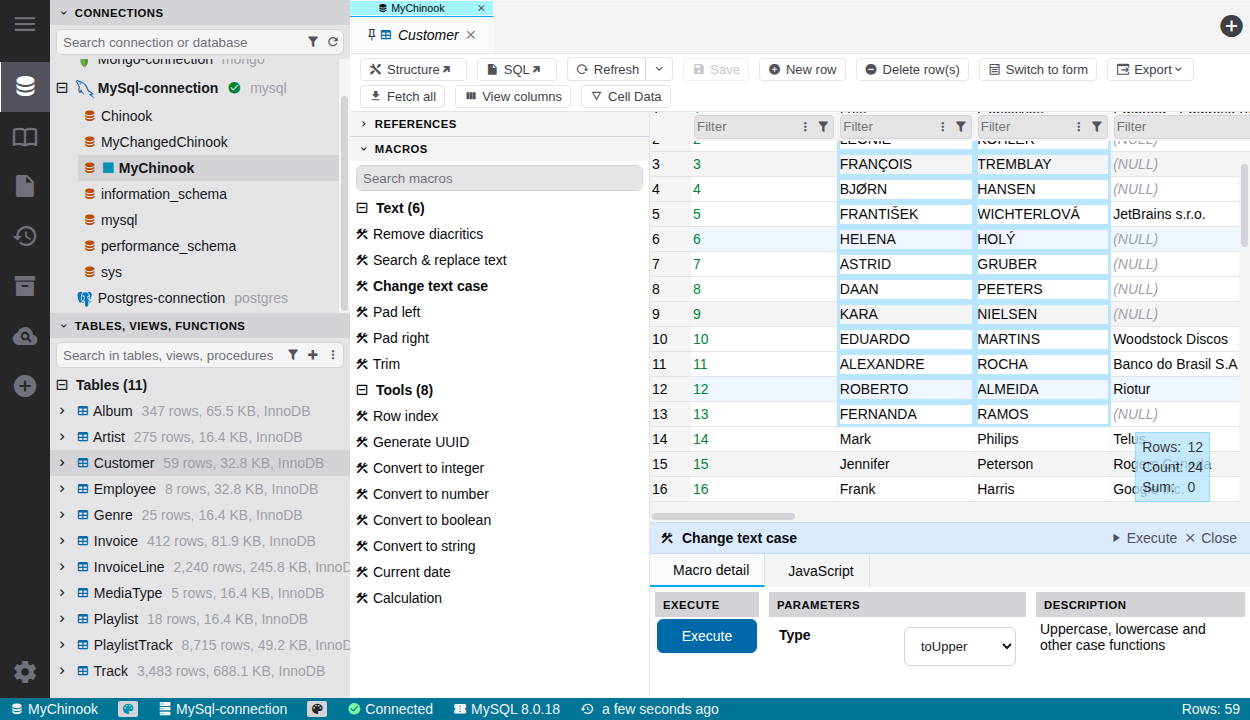 CONNECTIONS
Search connection or database
Mongo-connection mongo
MySql-connection mysql
Chinook
MyChangedChinook
MyChinook
information_schema
mysql
performance_schema
sys
Postgres-connection postgres
TABLES, VIEWS, FUNCTIONS
Search in tables, views, procedures
Tables (11)
Album 347 rows, 65.5 KB, InnoDB
Artist 275 rows, 16.4 KB, InnoDB
Customer 59 rows, 32.8 KB, InnoDB
Employee 8 rows, 32.8 KB, InnoDB
Genre 25 rows, 16.4 KB, InnoDB
Invoice 412 rows, 81.9 KB, InnoDB
InvoiceLine 2,240 rows, 245.8 KB, InnoD
MediaType 5 rows, 16.4 KB, InnoDB
Playlist 18 rows, 16.4 KB, InnoDB
PlaylistTrack 8,715 rows, 49.2 KB, InnoD
Track 3,483 rows, 688.1 KB, InnoDB
MyChinook
Customer
Structure SQL Refresh Save New row Delete row(s) Switch to form Export
Fetch all View columns Cell Data
REFERENCES
MACROS
Search macros
Text (6)
Remove diacritics
Search & replace text
Change text case
Pad left
Pad right
Trim
Tools (8)
Row index
Generate UUID
Convert to integer
Convert to number
Convert to boolean
Convert to string
Current date
Calculation
Filter Filter Filter Filter
2 2 LEONIE KÖHLER (NULL)
3 3 FRANÇOIS TREMBLAY (NULL)
4 4 BJØRN HANSEN (NULL)
5 5 FRANTIŠEK WICHTERLOVÁ JetBrains s.r.o.
6 6 HELENA HOLÝ (NULL)
7 7 ASTRID GRUBER (NULL)
8 8 DAAN PEETERS (NULL)
9 9 KARA NIELSEN (NULL)
10 10 EDUARDO MARTINS Woodstock Discos
11 11 ALEXANDRE ROCHA Banco do Brasil S.A
12 12 ROBERTO ALMEIDA Riotur
13 13 FERNANDA RAMOS (NULL)
14 14 Mark Philips Telus
15 15 Jennifer Peterson Rogers Canada
16 16 Frank Harris Google Inc.
Rows: 12
Count: 24
Sum: 0
Change text case Execute Close
Macro detail JavaScript
EXECUTE PARAMETERS DESCRIPTION
Execute Type toUpper
Uppercase, lowercase and
other case functions
MyChinook MySql-connection Connected MySQL 8.0.18 a few seconds ago Rows: 59